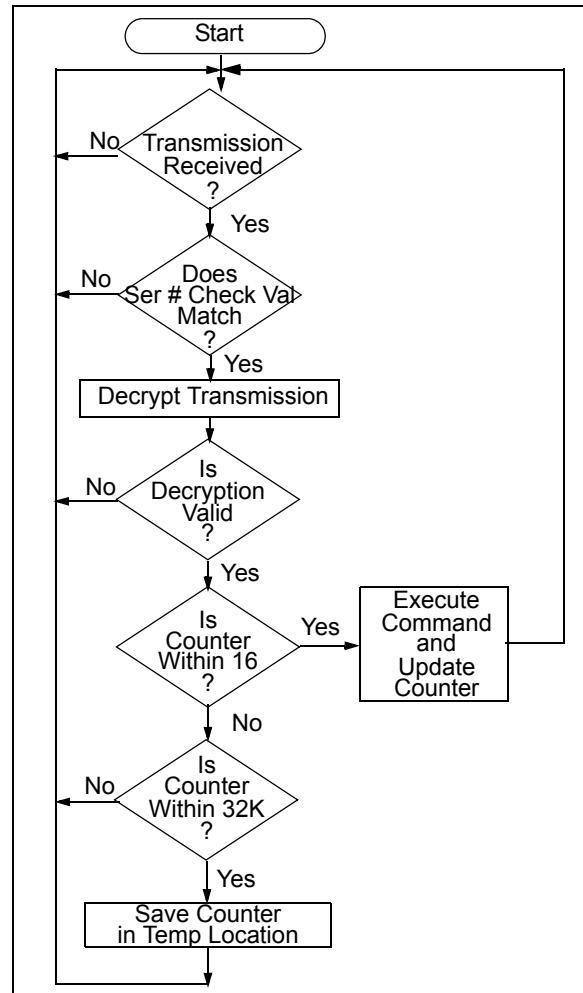 Start
No
Transmission
Received
?
Yes
No
Does
Ser # Check Val
Match
?
Yes
Decrypt Transmission
No
Is
Decryption
Valid
?
Yes
Is
Counter
Within 16
?
Yes
Execute
Command
and
Update
Counter
No
No
Is
Counter
Within 32K
?
Yes
Save Counter
in Temp Location